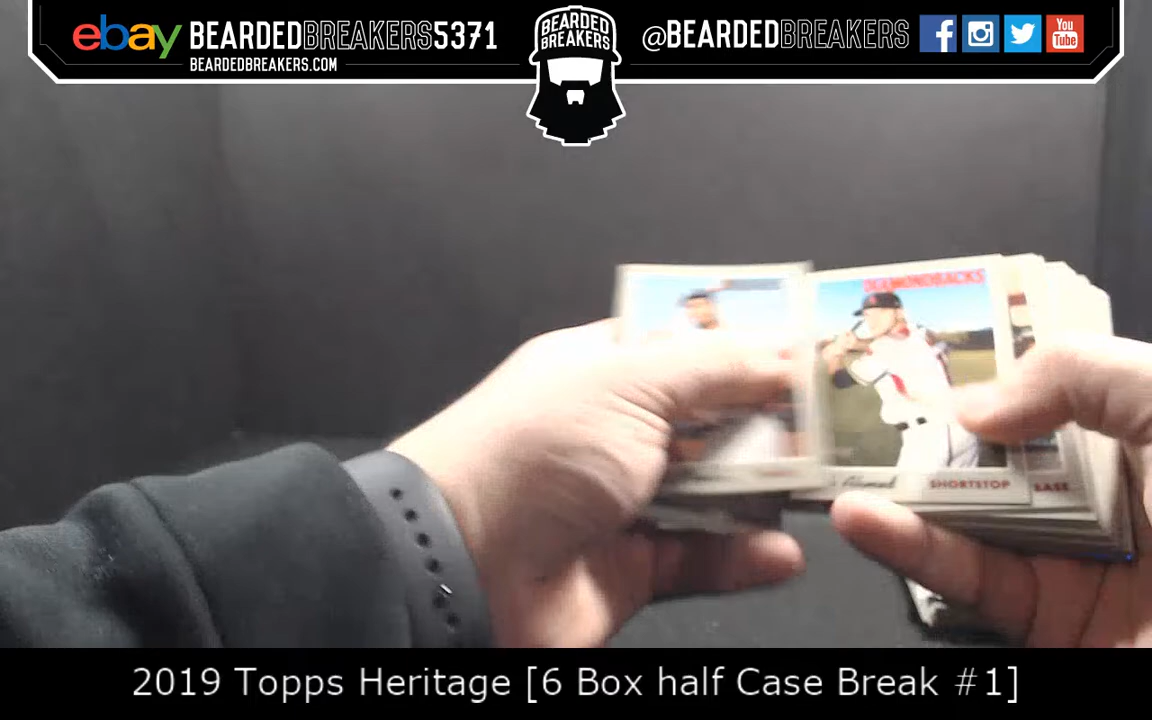 ebay BEARDEDBREAKERS5371
BEARDEDBREAKERS.COM
BEARDED
BREAKERS
@BEARDEDBREAKERS
You
Tube
DIAMONDBACKS
SHORTSTOP
BASE
2019 Topps Heritage [6 Box half Case Break #1]